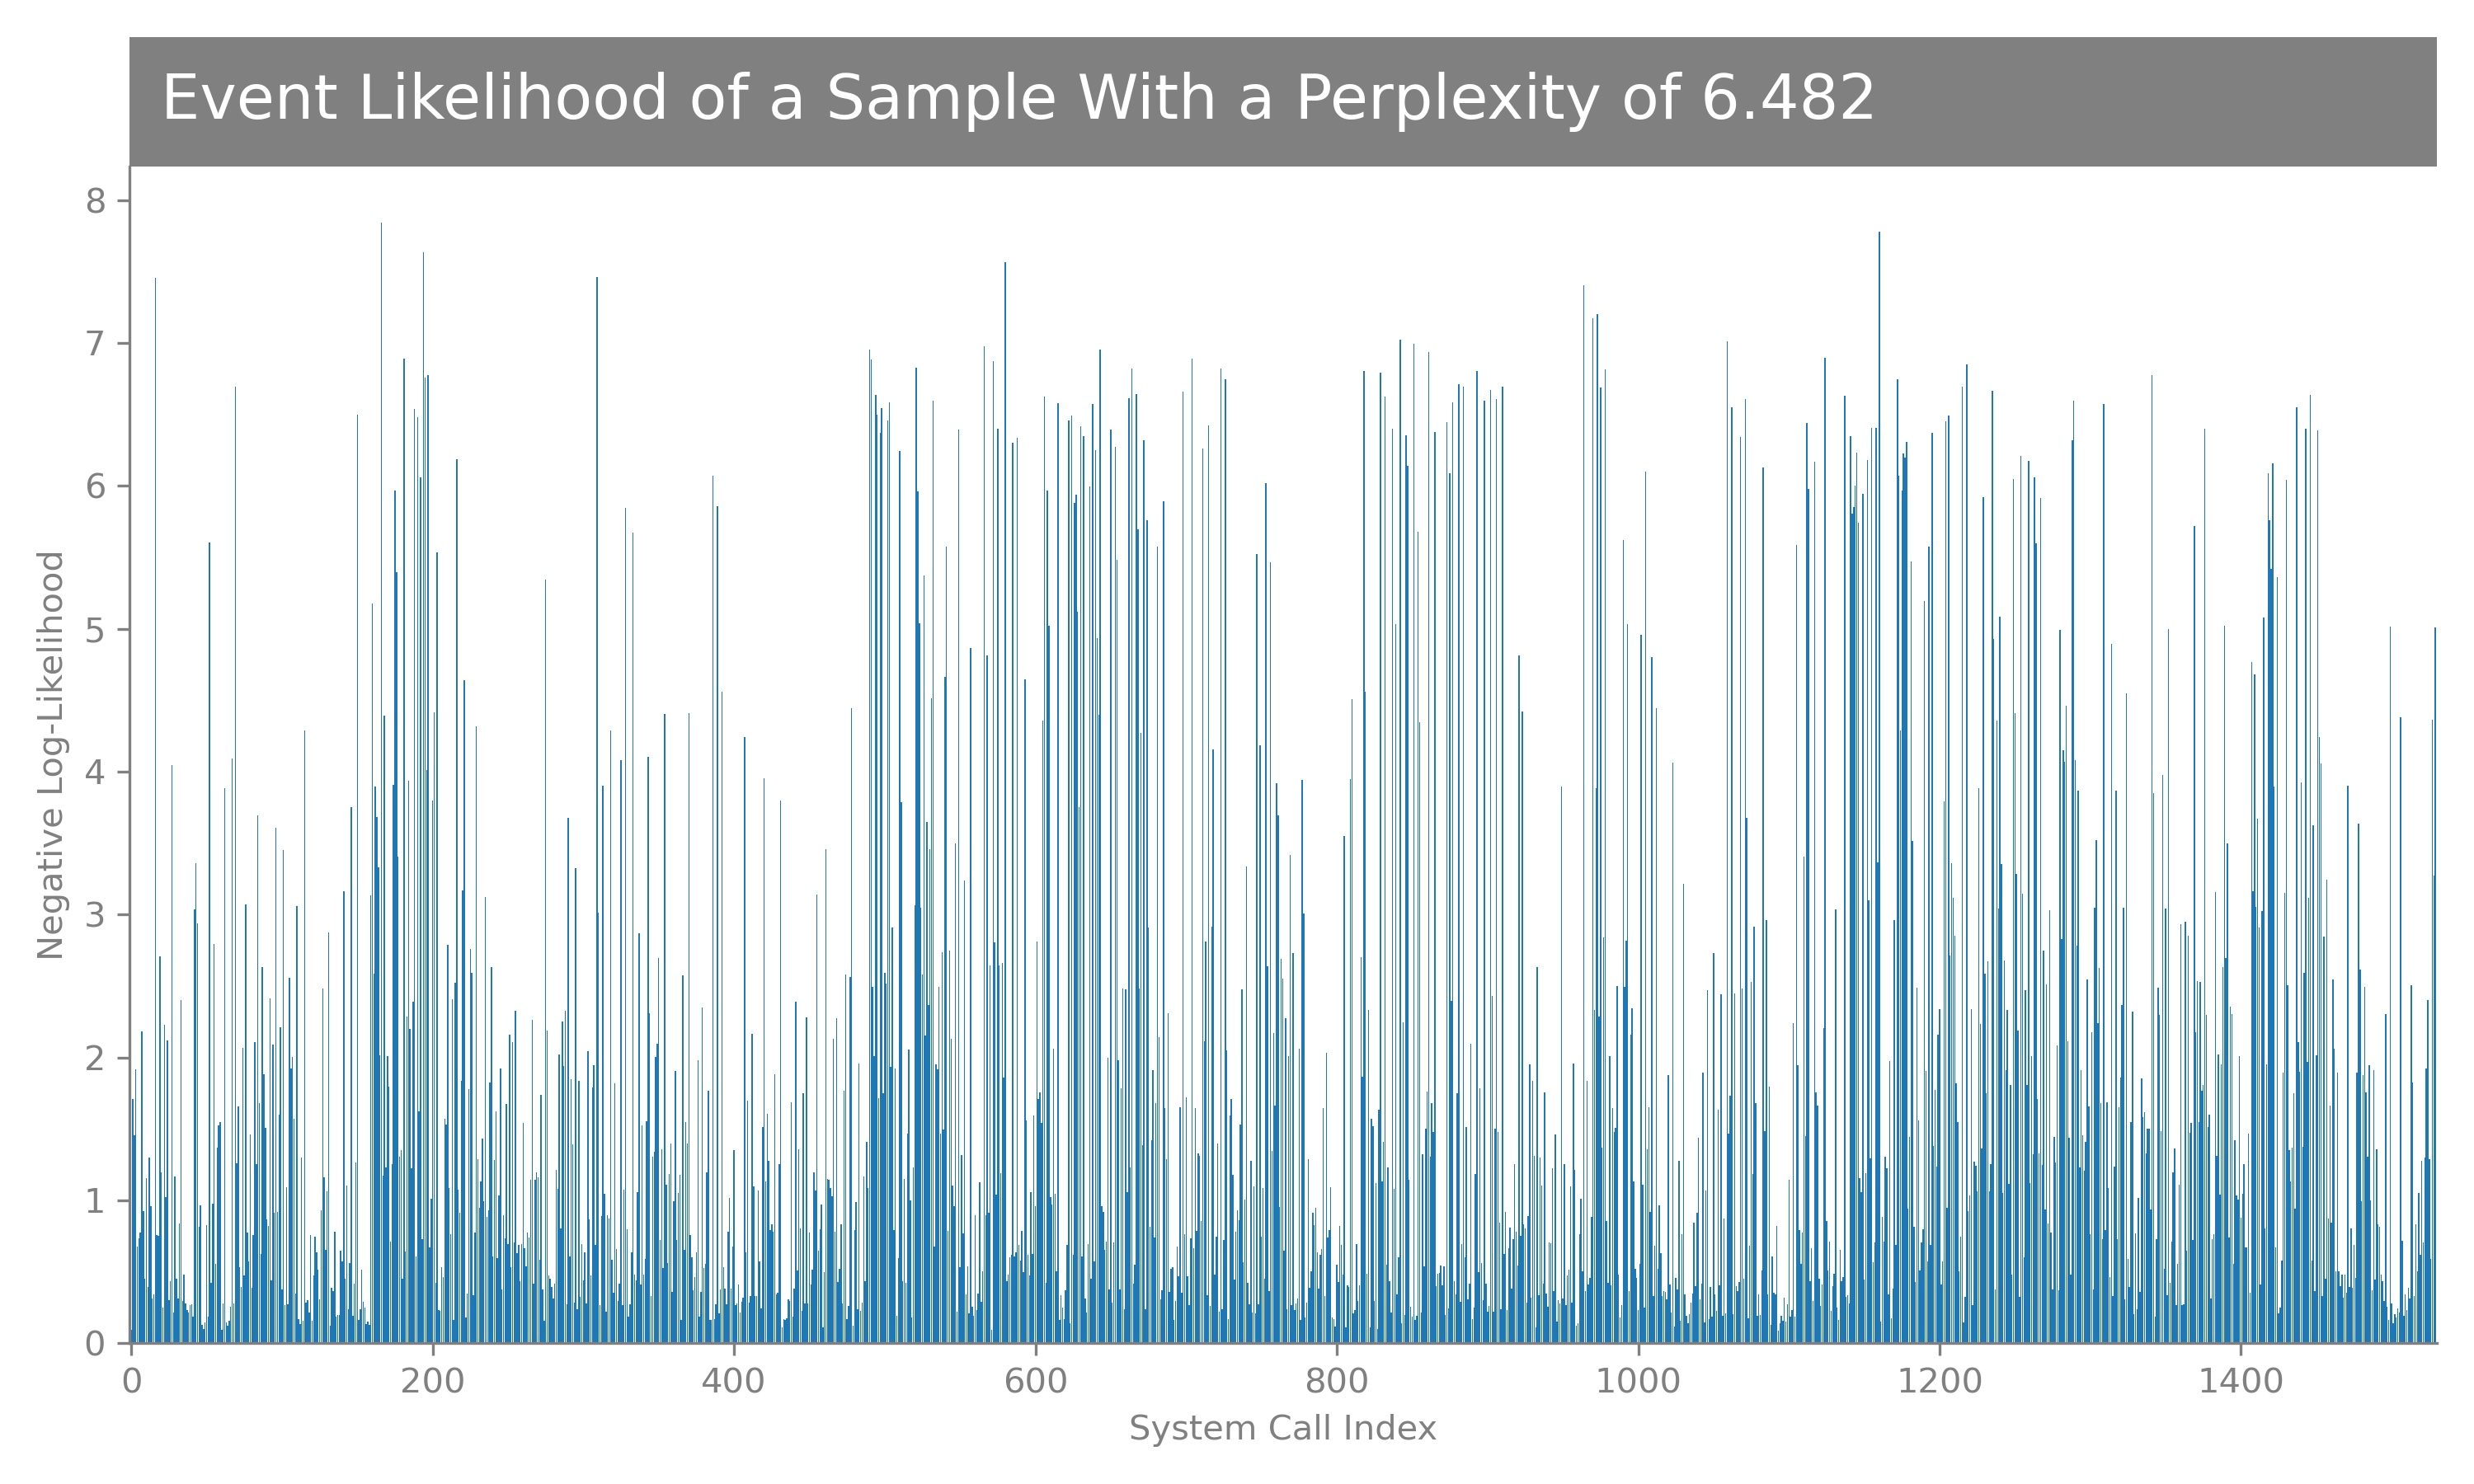 Event Likelihood of a Sample With a Perplexity of 6.482
8
7
6
5
4
3
2
1
0
Negative Log-Likelihood
0 200 400 600 800 1000 1200 1400
System Call Index